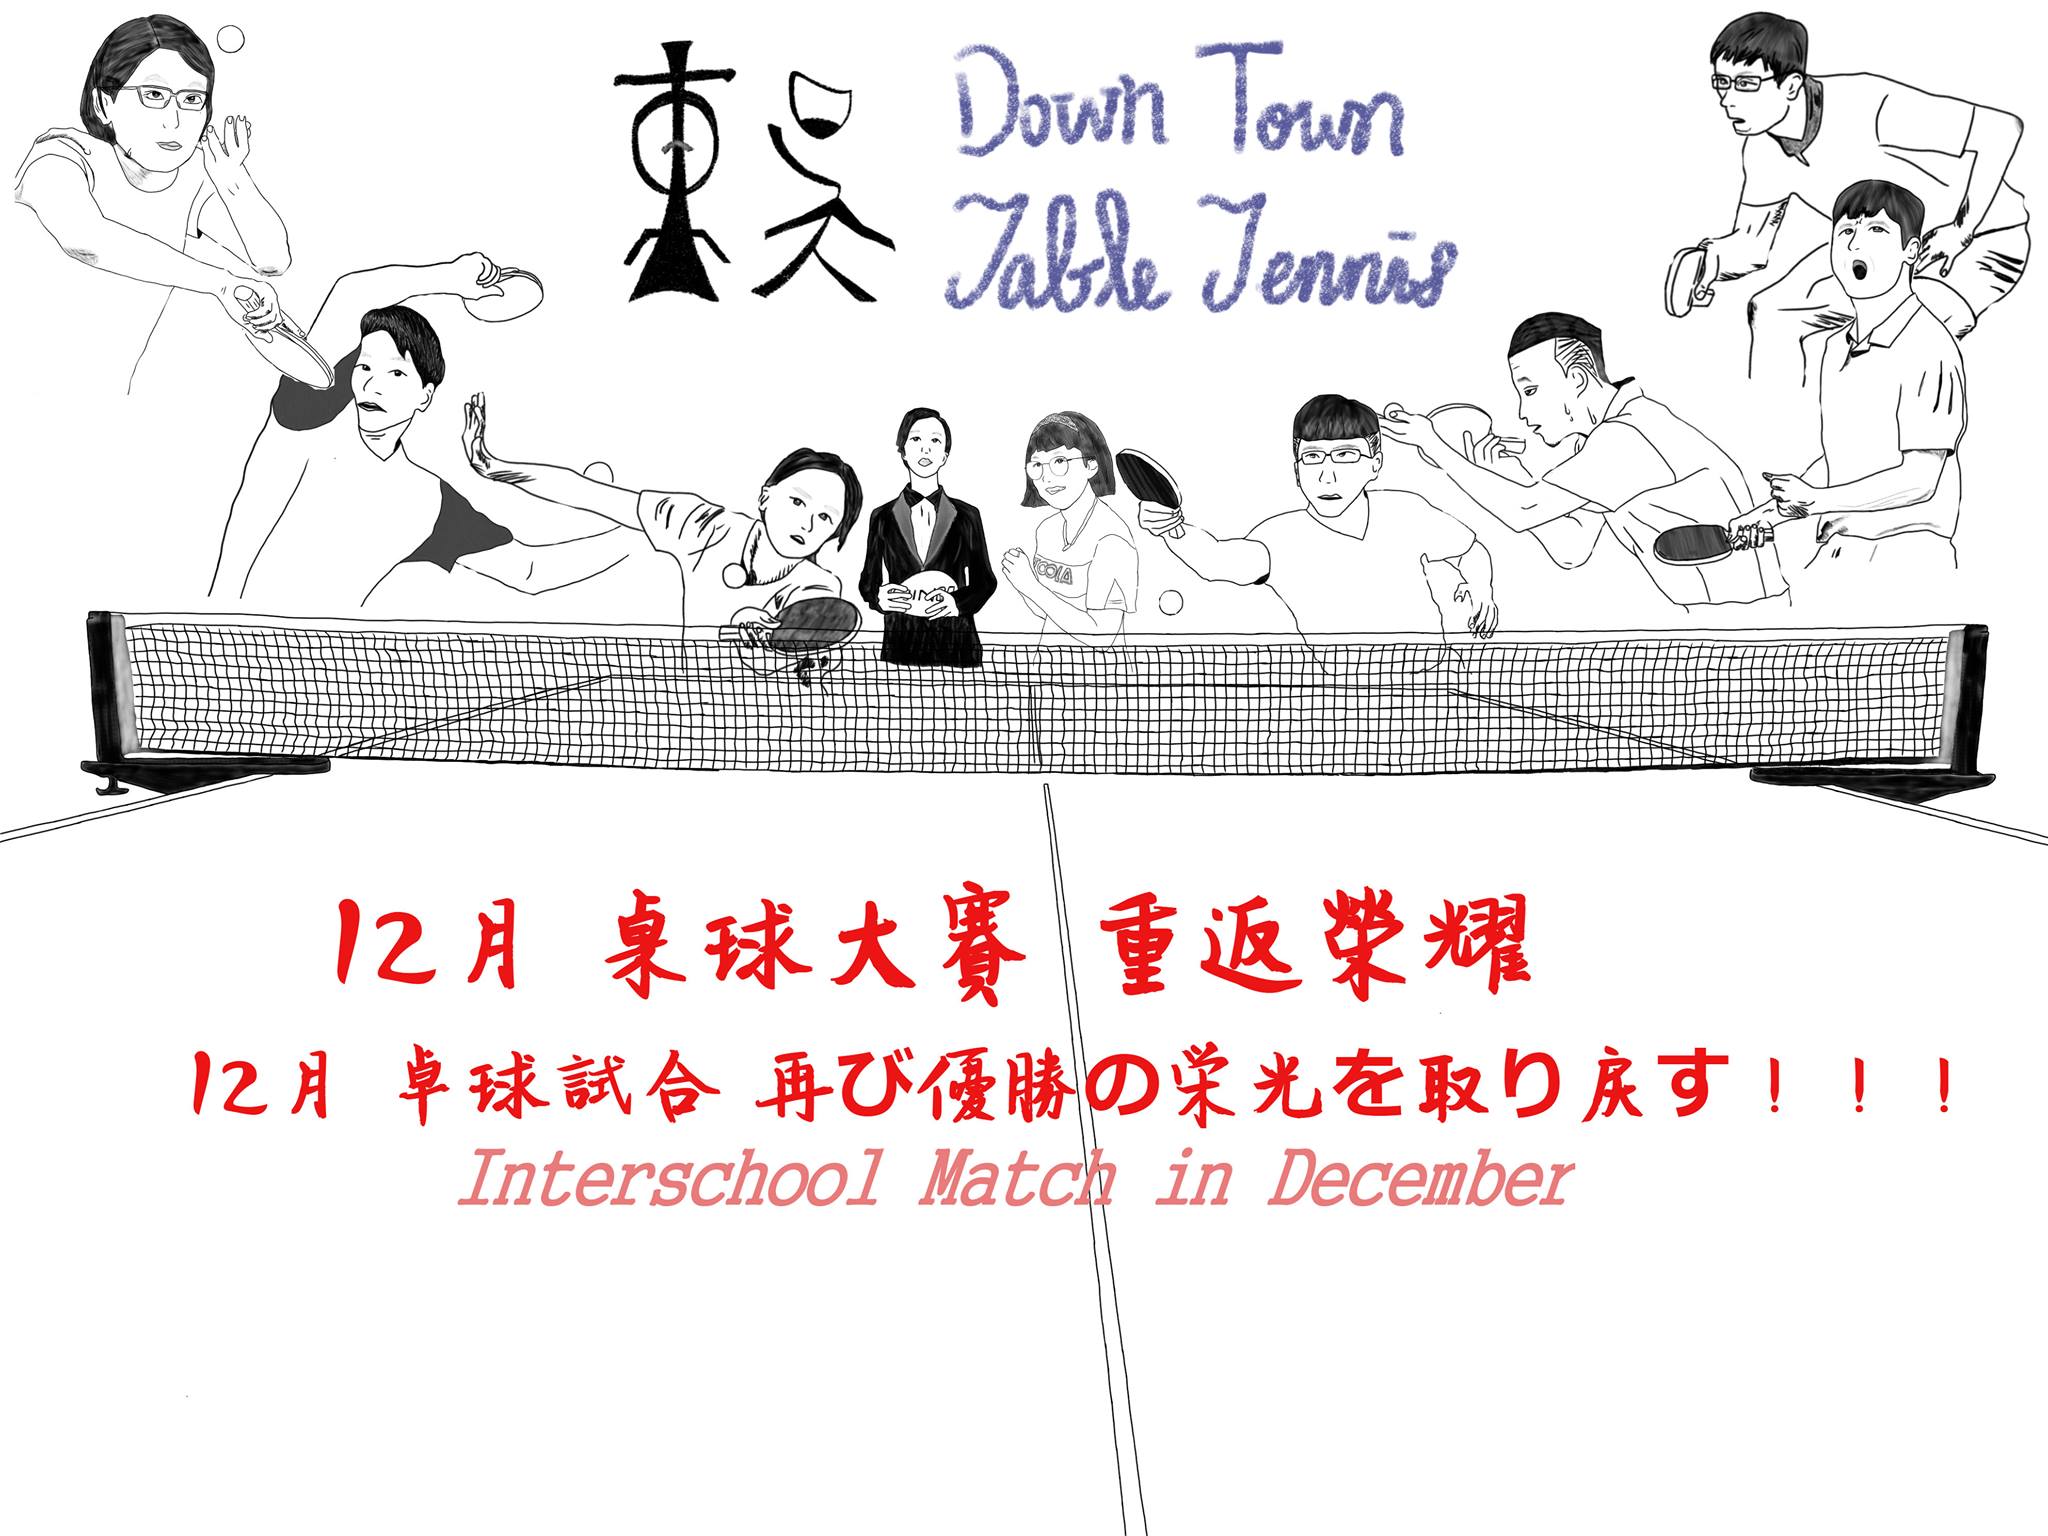 東吳
Down Town
Table Tennis
12月 桌球大賽 重返榮耀
12月 卓球試合 再び優勝の栄光を取り戻す！！！
Interschool Match in December